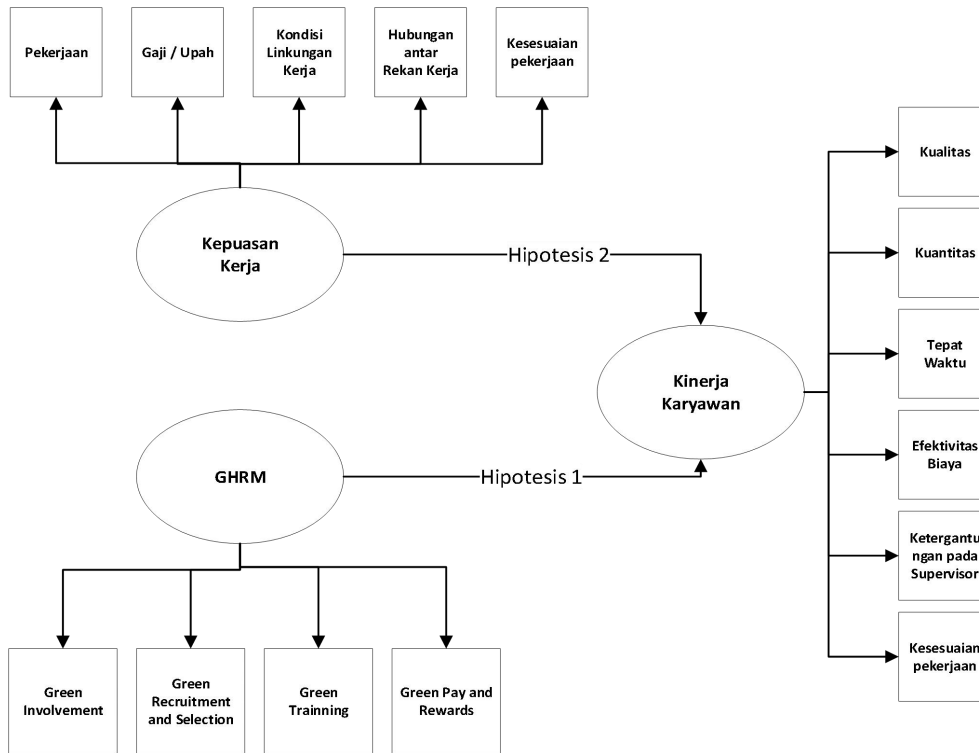 Pekerjaan
Gaji / Upah
Kondisi
Linkungan
Kerja
Hubungan
antar
Rekan Kerja
Kesesuaian
pekerjaan
Kepuasan
Kerja
Hipotesis 2
Kinerja
Karyawan
GHRM
Hipotesis 1
Green
Involvement
Green
Recruitment
and Selection
Green
Trainning
Green Pay and
Rewards
Kualitas
Kuantitas
Tepat
Waktu
Efektivitas
Biaya
Ketergantu
ngan pada
Supervisor
Kesesuaian
pekerjaan